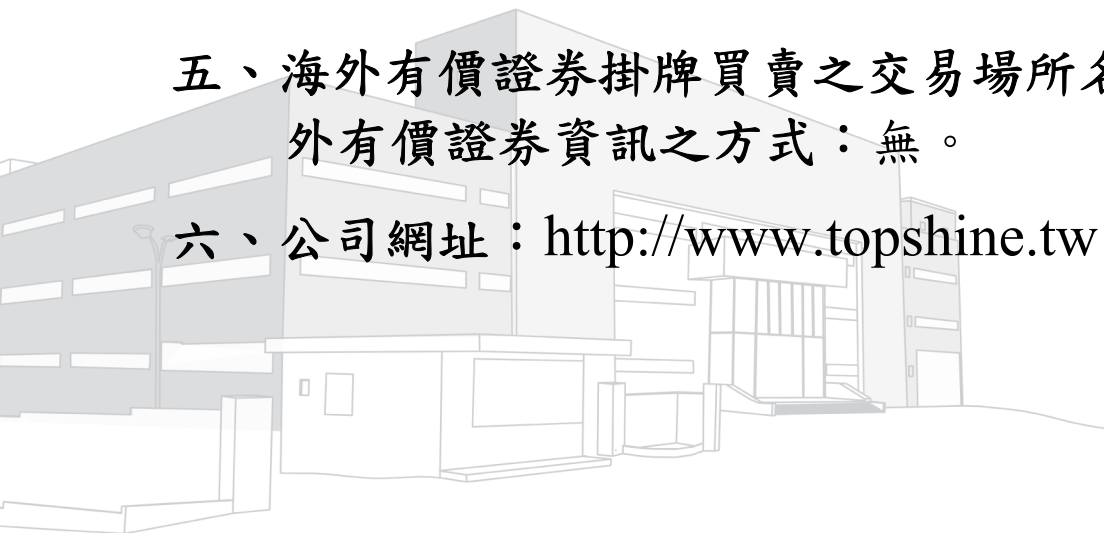 五、海外有價證券掛牌買賣之交易場所名
外有價證券資訊之方式：無。
六、公司網址：http://www.topshine.tw